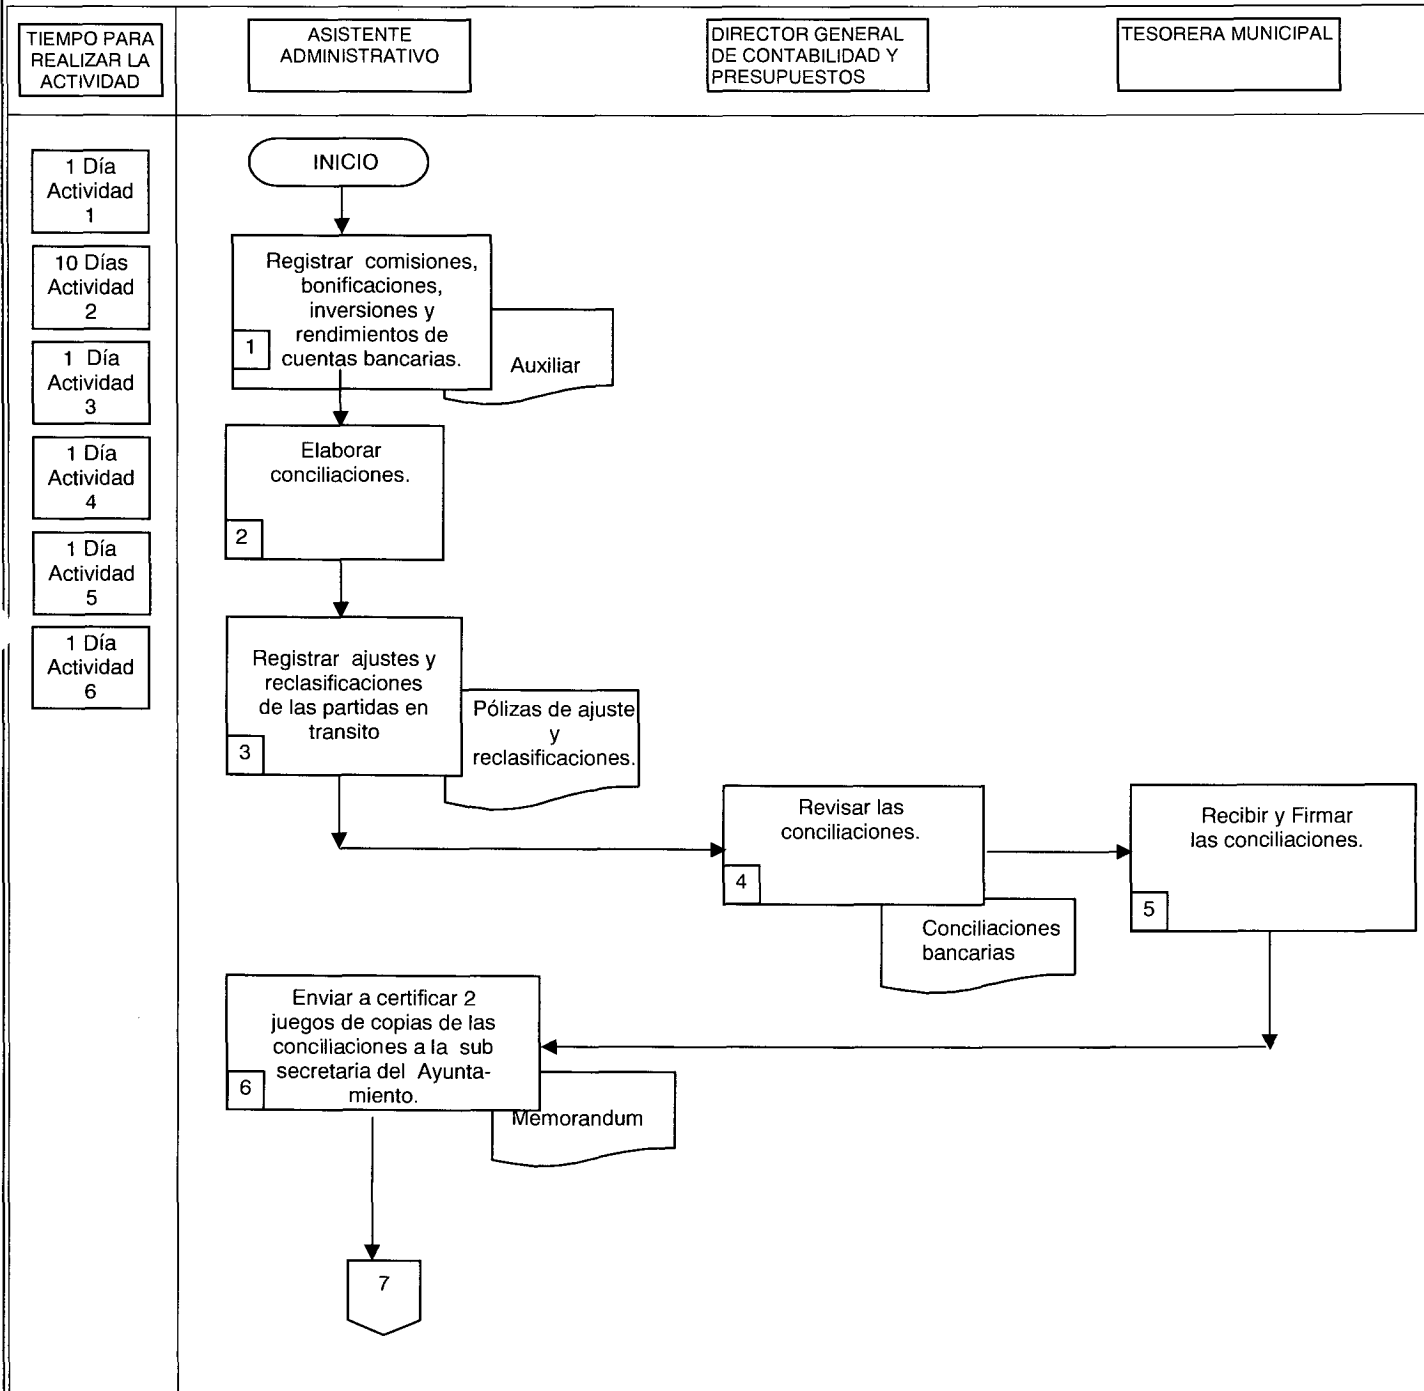 TIEMPO PARA
REALIZAR LA
ACTIVIDAD
ASISTENTE
ADMINISTRATIVO
DIRECTOR GENERAL
DE CONTABILIDAD Y
PRESUPUESTOS
TESORERA MUNICIPAL
1 Día
Actividad
1
10 Días
Actividad
2
1 Día
Actividad
3
1 Día
Actividad
4
1 Día
Actividad
5
1 Día
Actividad
6
INICIO
Registrar comisiones,
bonificaciones,
inversiones y
rendimientos de
cuentas bancarias.
1
Auxiliar
Elaborar
conciliaciones.
2
Registrar ajustes y
reclasificaciones
de las partidas en
transito
3
Pólizas de ajuste
y
reclasificaciones.
Revisar las
conciliaciones.
4
Conciliaciones
bancarias
Recibir y Firmar
las conciliaciones.
5
Enviar a certificar 2
juegos de copias de las
conciliaciones a la sub
secretaria del Ayunta-
miento.
6
Memorandum
7